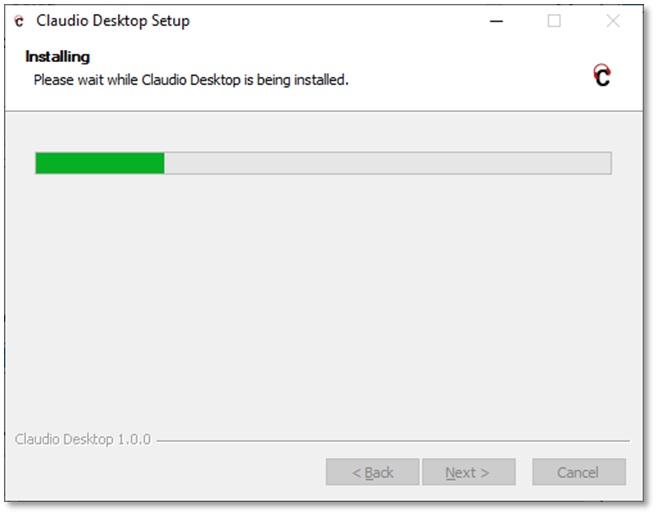 Claudio Desktop Setup
Installing
Please wait while Claudio Desktop is being installed.
Claudio Desktop 1.0.0
< Back
Next >
Cancel